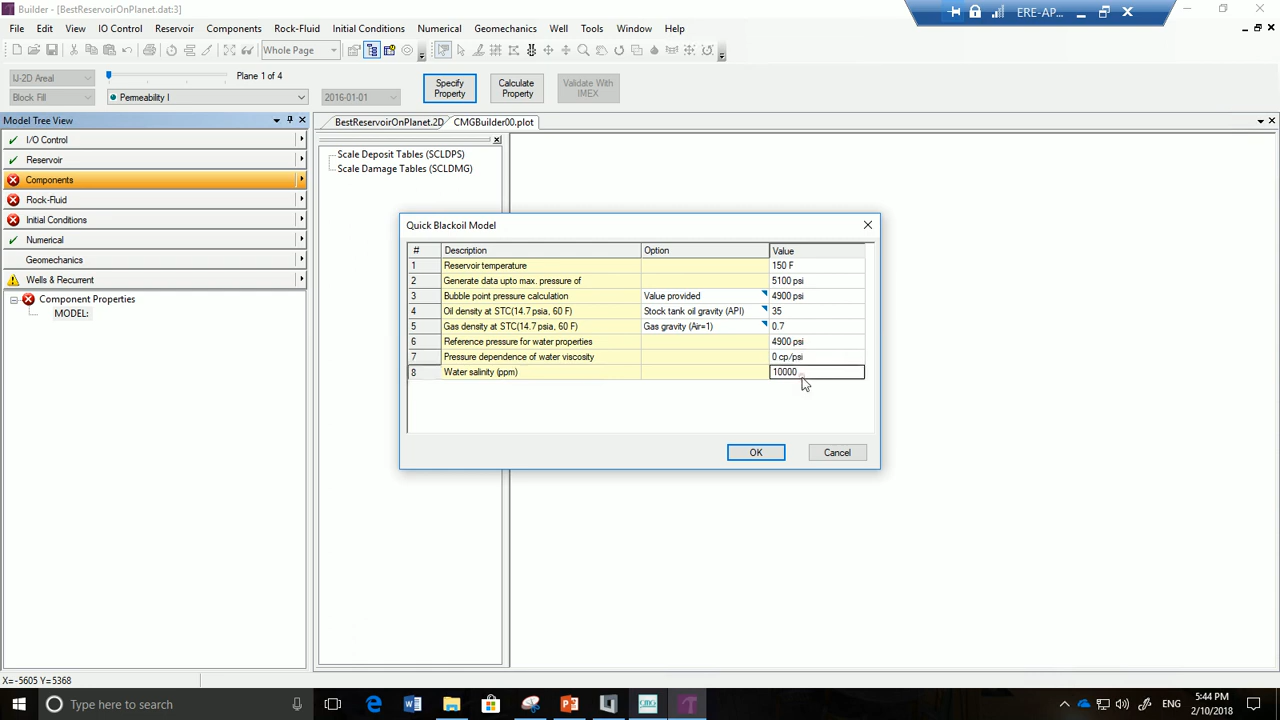 Builder - [BestReservoirOnPlanet.dat:3]
ERE-AP...
File Edit View IO Control Reservoir Components Rock-Fluid Initial Conditions Numerical Geomechanics Well Tools Window Help
Whole Page
IJ-2D Areal Plane 1 of 4
Specify Property
Calculate Property
Validate With IMEX
Block Fill Permeability I 2016-01-01
Model Tree View
BestReservoirOnPlanet.2D CMGBuilder00.plot
I/O Control
Reservoir
Components
Rock-Fluid
Initial Conditions
Numerical
Geomechanics
Wells & Recurrent
Component Properties
MODEL:
Scale Deposit Tables (SCLDPS)
Scale Damage Tables (SCLDMG)
Quick Blackoil Model
# Description Option Value
1 Reservoir temperature 150 F
2 Generate data upto max. pressure of 5100 psi
3 Bubble point pressure calculation Value provided 4900 psi
4 Oil density at STC(14.7 psia, 60 F) Stock tank oil gravity (API) 35
5 Gas density at STC(14.7 psia, 60 F) Gas gravity (Air=1) 0.7
6 Reference pressure for water properties 4900 psi
7 Pressure dependence of water viscosity 0 cp/psi
8 Water salinity (ppm) 10000
OK Cancel
X=-5605 Y=5368
Type here to search
CMG
ENG
5:44 PM
2/10/2018